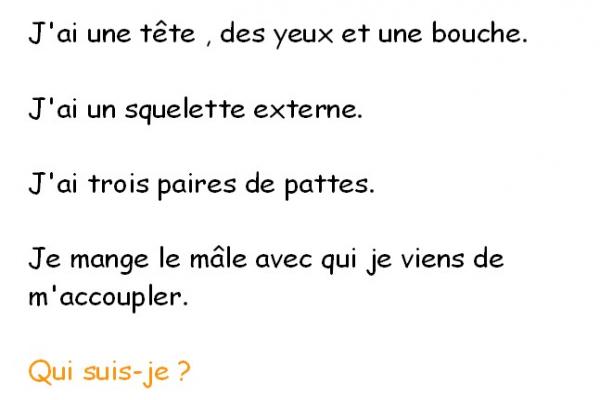 J'ai une tête , des yeux et une bouche.
J'ai un squelette externe.
J'ai trois paires de pattes.
Je mange le mâle avec qui je viens de
m'accoupler.
Qui suis-je ?